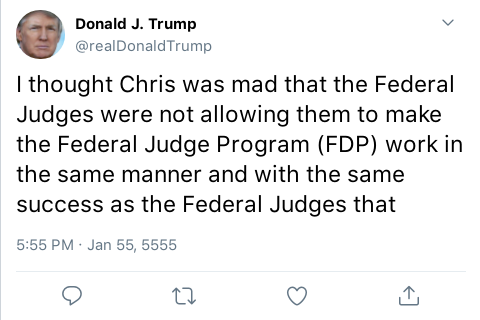 Donald J. Trump
@realDonaldTrump
I thought Chris was mad that the Federal
Judges were not allowing them to make
the Federal Judge Program (FDP) work in
the same manner and with the same
success as the Federal Judges that
5:55 PM · Jan 55, 5555